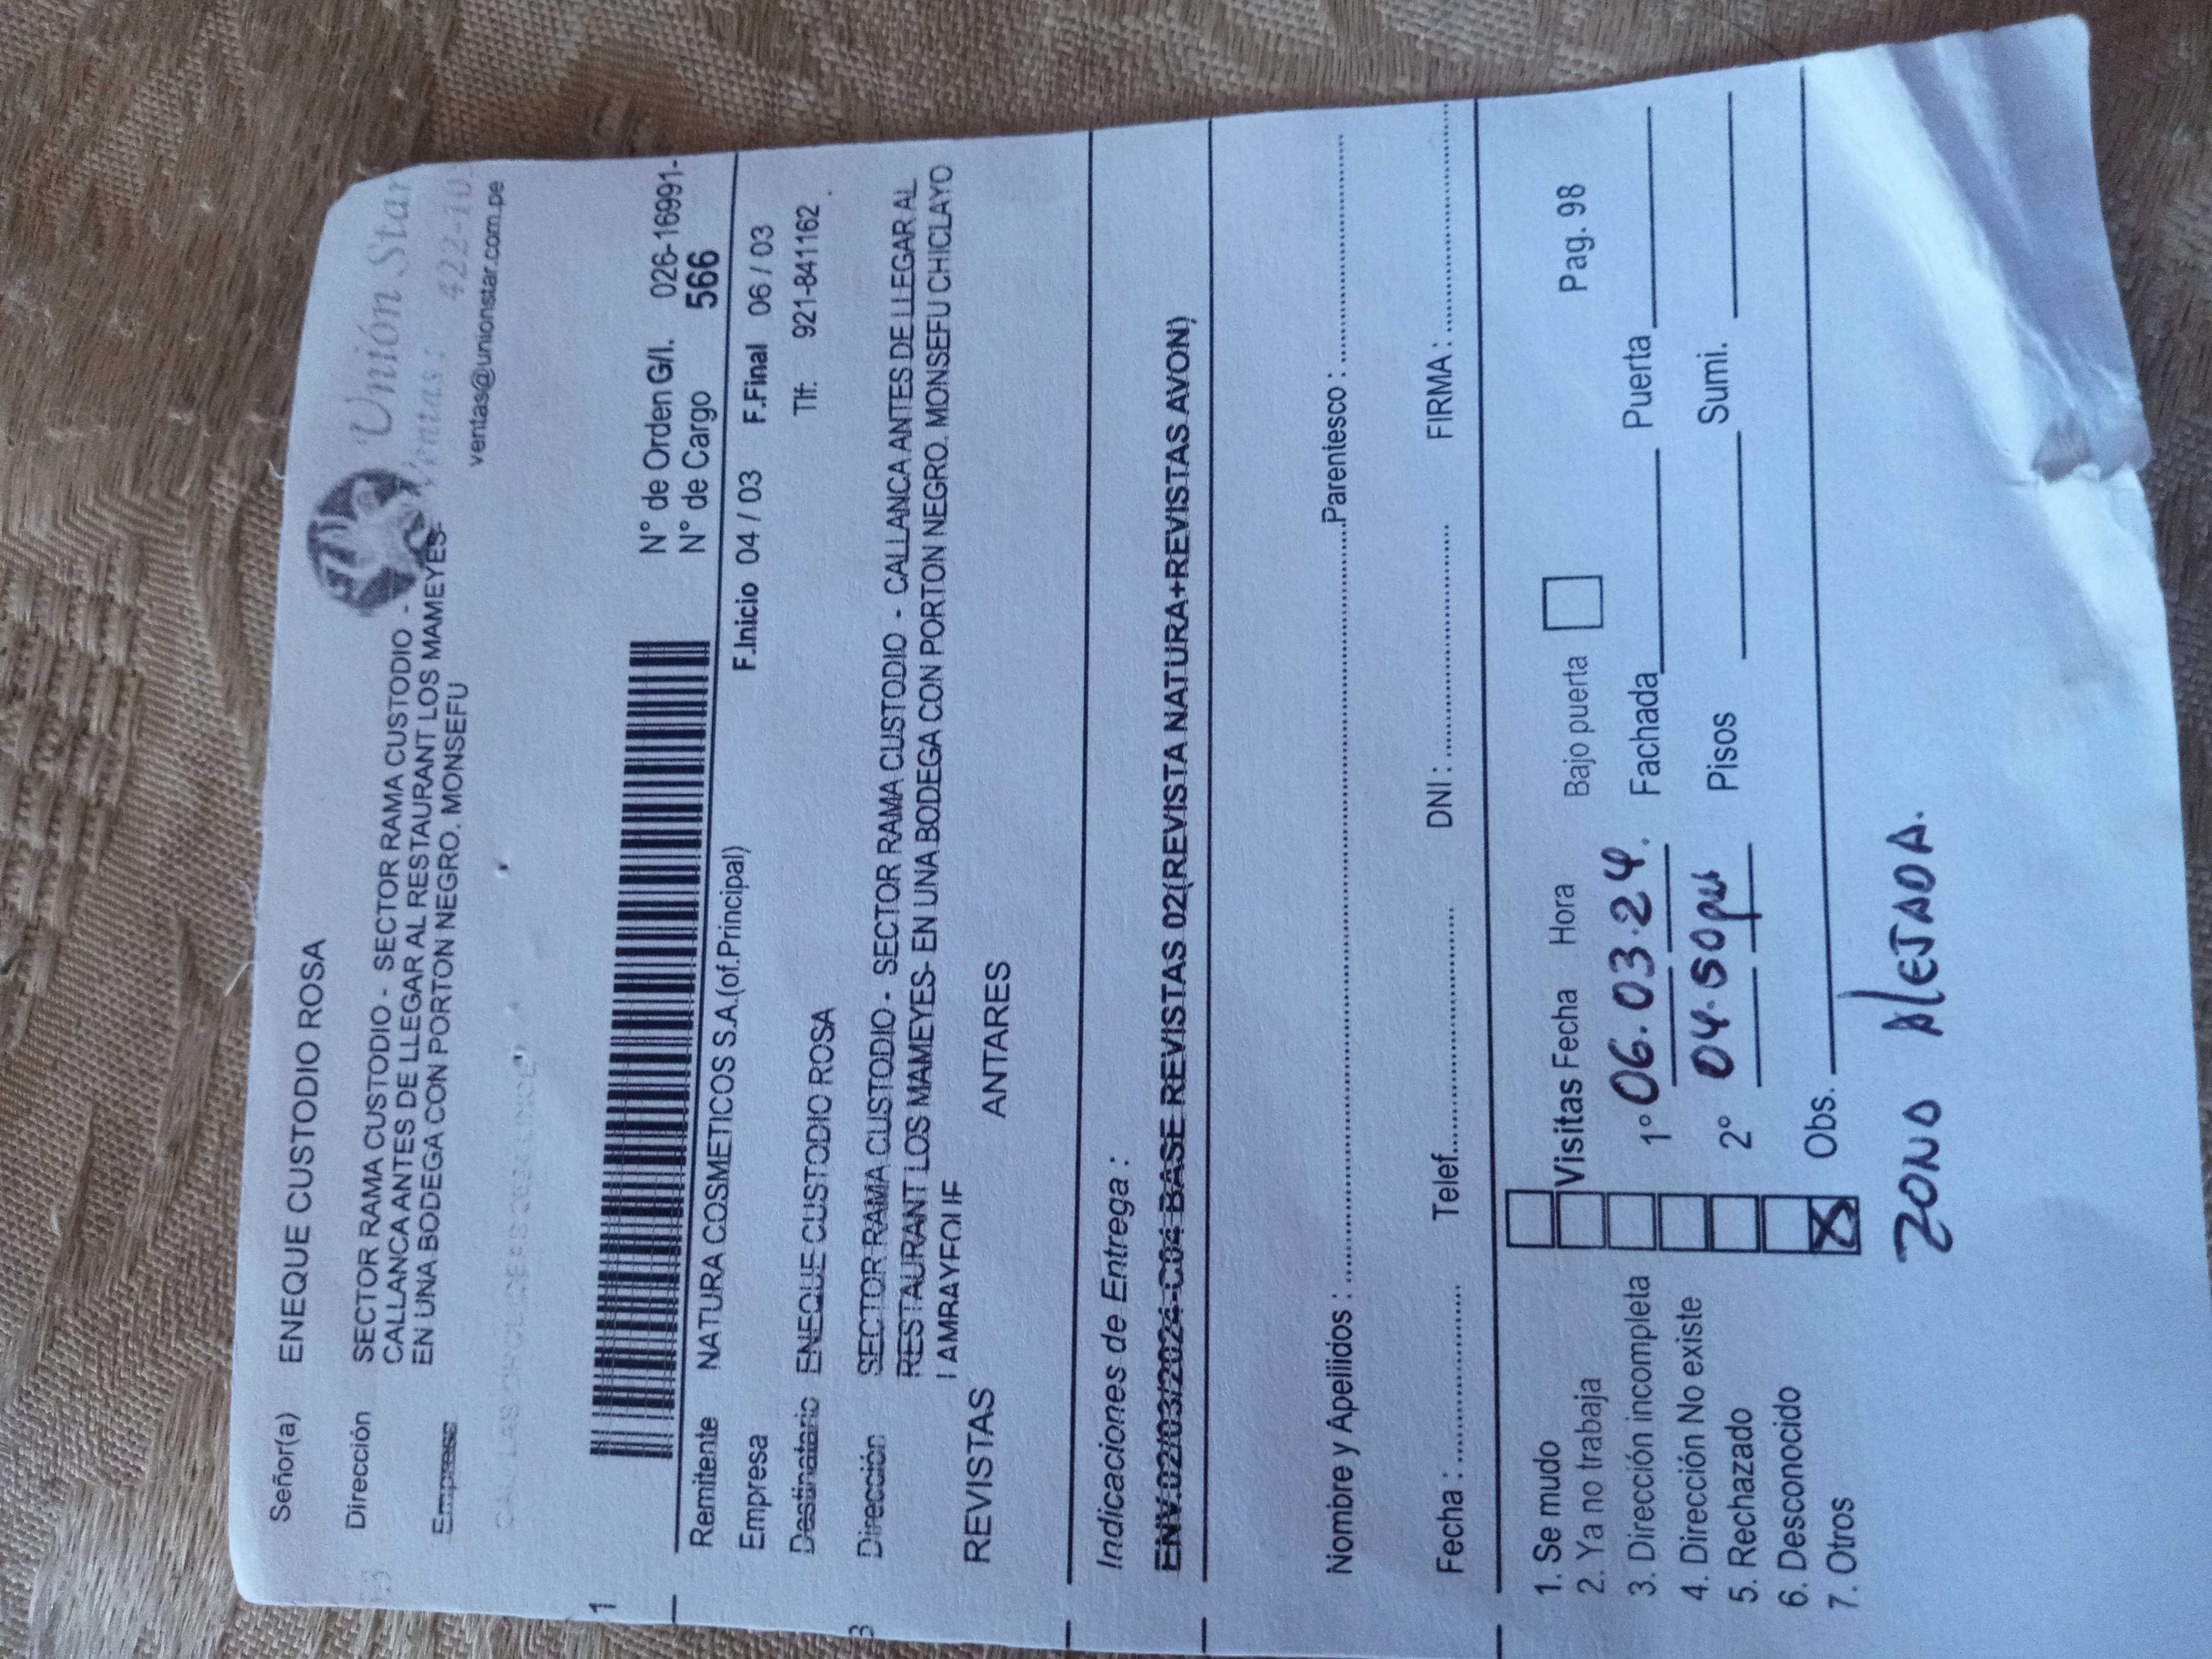 Señor(a) ENEQUE CUSTODIO ROSA
Unión Star
Ventas: 422-10
ventas@unionstar.com.pe
Dirección SECTOR RAMA CUSTODIO - SECTOR RAMA CUSTODIO -
CALLANCA ANTES DE LLEGAR AL RESTAURANT LOS MAMEYES-
EN UNA BODEGA CON PORTON NEGRO. MONSEFU
Empresa
1
N° de Orden G/I. 026-16991-
N° de Cargo 566
Remitente NATURA COSMETICOS S.A.(of.Principal)
F.Inicio 04 / 03 F.Final 06 / 03
Empresa
Destinatario ENEQUE CUSTODIO ROSA
Tlf: 921-841162
3
Dirección SECTOR RAMA CUSTODIO - SECTOR RAMA CUSTODIO - CALLANCA ANTES DE LLEGAR AL
RESTAURANT LOS MAMEYES- EN UNA BODEGA CON PORTON NEGRO. MONSEFU CHICLAYO
LAMBAYEQUE
REVISTAS ANTARES
Indicaciones de Entrega :
ENV.02/03/2024-C04 BASE REVISTAS 02(REVISTA NATURA+REVISTAS AVON)
Nombre y Apellidos : Parentesco :
Fecha : Telef. DNI : FIRMA :
1. Se mudo
2. Ya no trabaja
3. Dirección incompleta
4. Dirección No existe
5. Rechazado
6. Desconocido
7. Otros
Visitas Fecha Hora Bajo puerta Pag. 98
1° 06.03.24. Fachada Puerta
04.50pm
2° Pisos Sumi.
Obs.
ZONA ALEJADA.